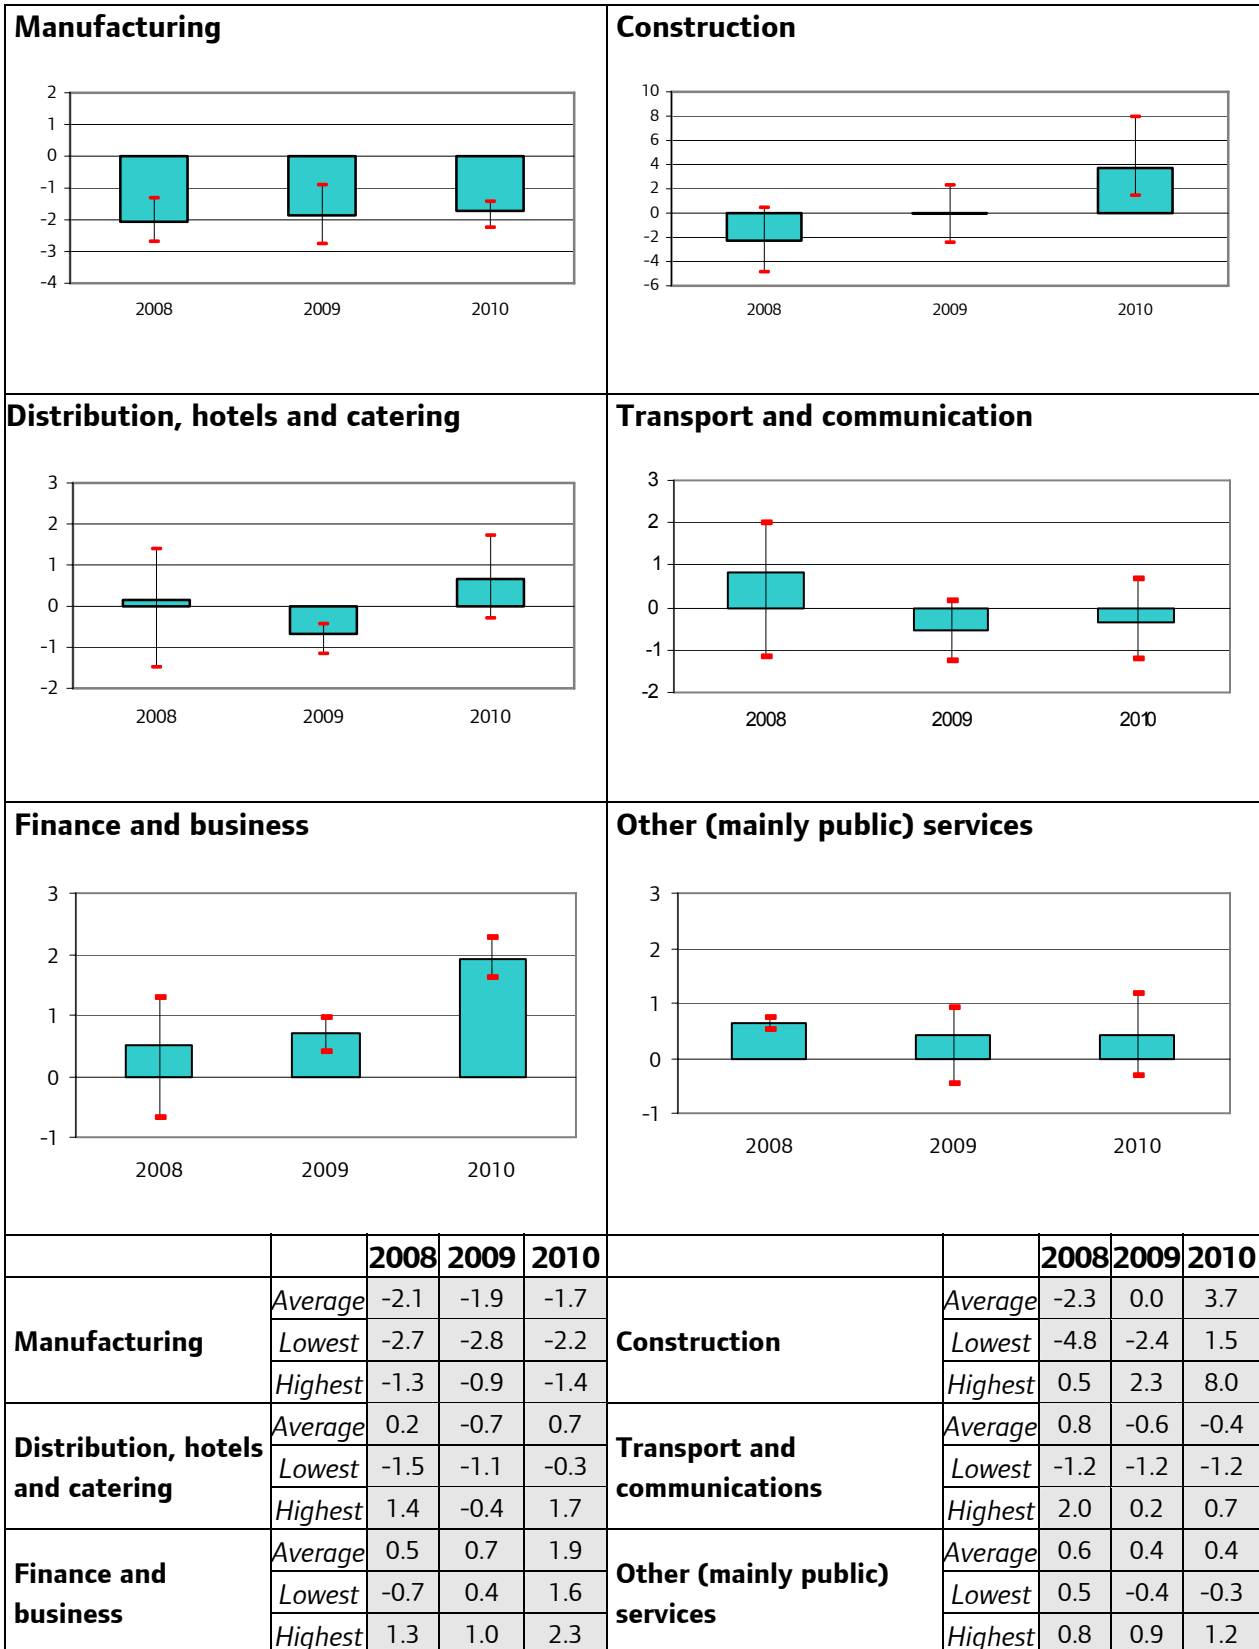 Manufacturing
2
1
0
-1
-2
-3
-4
2008 2009 2010
Construction
10
8
6
4
2
0
-2
-4
-6
2008 2009 2010
Distribution, hotels and catering
3
2
1
0
-1
-2
2008 2009 2010
Transport and communication
3
2
1
0
-1
-2
2008 2009 2010
Finance and business
3
2
1
0
-1
2008 2009 2010
Other (mainly public) services
3
2
1
0
-1
2008 2009 2010
2008 2009 2010 2008 2009 2010
Manufacturing
Average -2.1 -1.9 -1.7
Lowest -2.7 -2.8 -2.2
Highest -1.3 -0.9 -1.4
Construction
Average -2.3 0.0 3.7
Lowest -4.8 -2.4 1.5
Highest 0.5 2.3 8.0
Distribution, hotels
and catering
Average 0.2 -0.7 0.7
Lowest -1.5 -1.1 -0.3
Highest 1.4 -0.4 1.7
Transport and
communications
Average 0.8 -0.6 -0.4
Lowest -1.2 -1.2 -1.2
Highest 2.0 0.2 0.7
Finance and
business
Average 0.5 0.7 1.9
Lowest -0.7 0.4 1.6
Highest 1.3 1.0 2.3
Other (mainly public)
services
Average 0.6 0.4 0.4
Lowest 0.5 -0.4 -0.3
Highest 0.8 0.9 1.2